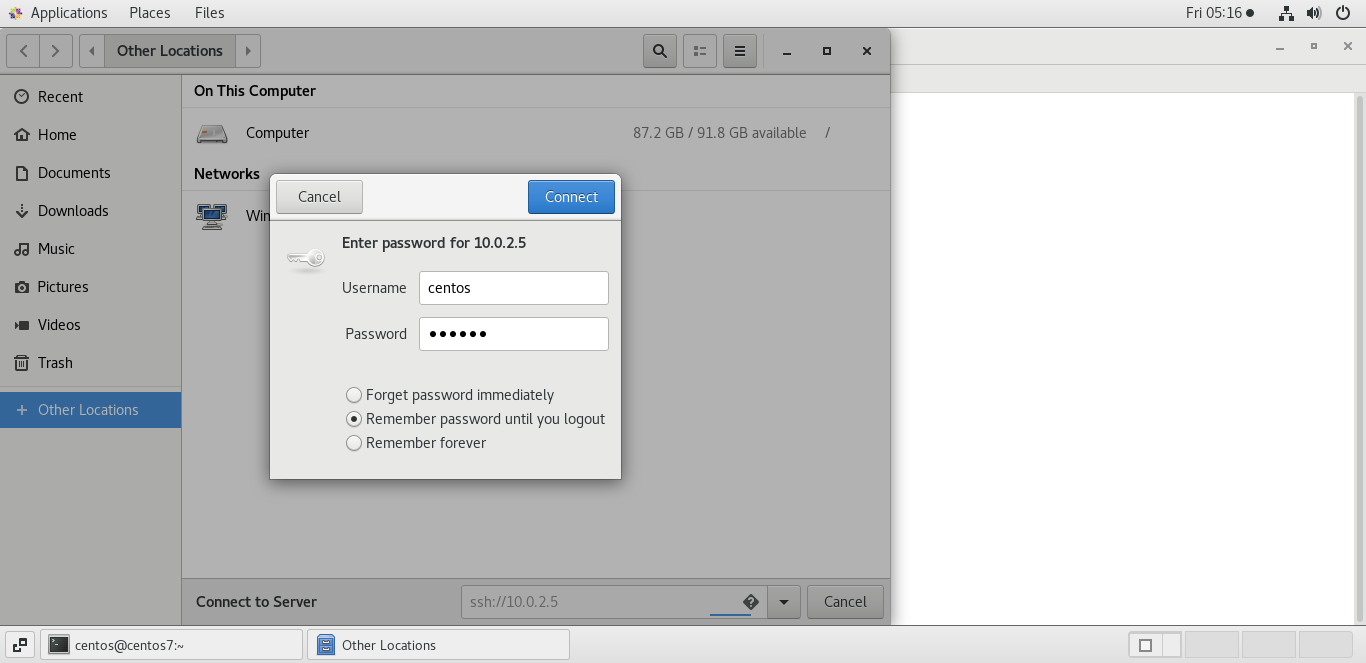 Applications Places Files Fri 05:16
Other Locations
Recent
Home
Documents
Downloads
Music
Pictures
Videos
Trash
Other Locations
On This Computer
Computer 87.2 GB / 91.8 GB available /
Networks
Win
Cancel Connect
Enter password for 10.0.2.5
Username centos
Password ●●●●●●
Forget password immediately
Remember password until you logout
Remember forever
Connect to Server ssh://10.0.2.5 Cancel
centos@centos7:~ Other Locations